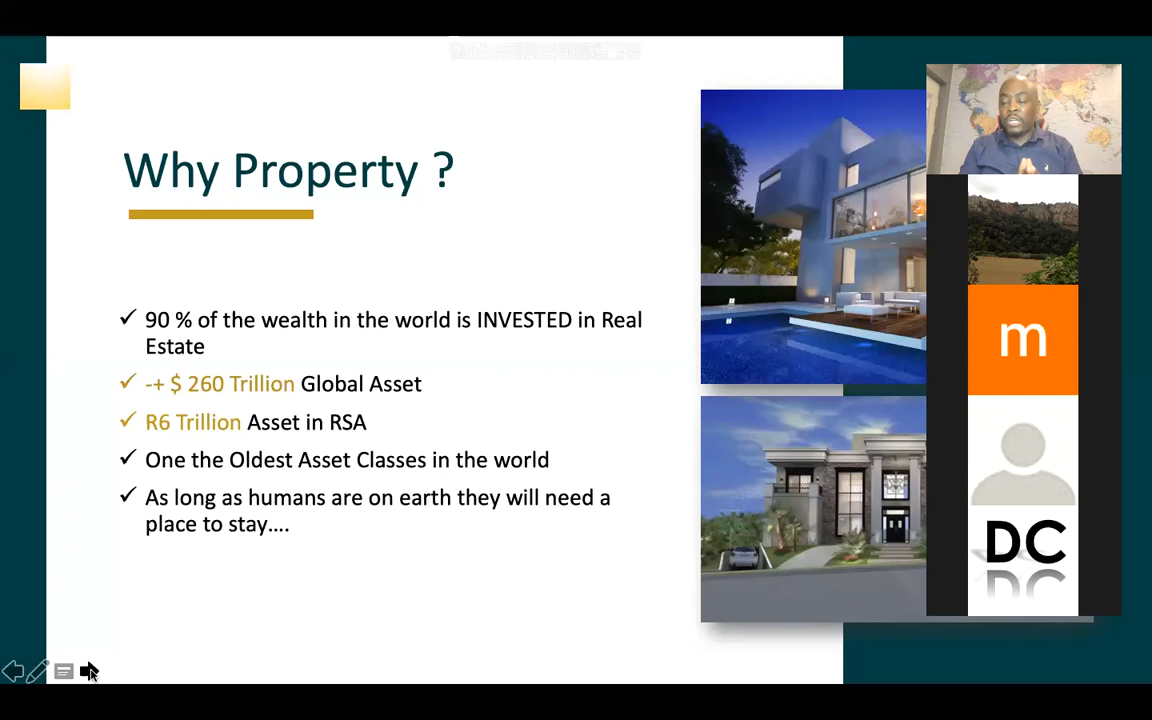 Why Property ?
90 % of the wealth in the world is INVESTED in Real
Estate
-+ $ 260 Trillion Global Asset
R6 Trillion Asset in RSA
One the Oldest Asset Classes in the world
As long as humans are on earth they will need a
place to stay....
m
DC